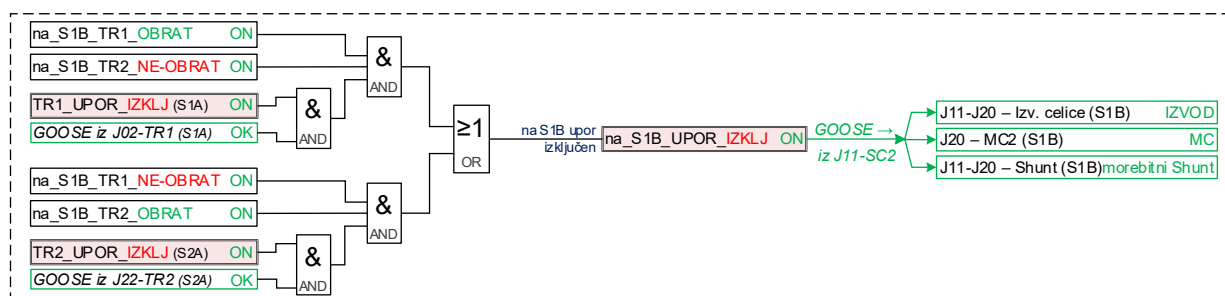 na_S1B_TR1_OBRAT ON
na_S1B_TR2_NE-OBRAT ON
TR1_UPOR_IZKLJ (S1A) ON
GOOSE iz J02-TR1 (S1A) OK
&
AND
&
AND
na_S1B_TR1_NE-OBRAT ON
na_S1B_TR2_OBRAT ON
TR2_UPOR_IZKLJ (S2A) ON
GOOSE iz J22-TR2 (S2A) OK
&
AND
&
AND
≥1
OR
na S1B upor
izključen
na_S1B_UPOR_IZKLJ ON
GOOSE →
iz J11-SC2
J11-J20 – Izv. celice (S1B) IZVOD
J20 – MC2 (S1B) MC
J11-J20 – Shunt (S1B) morebitni Shunt